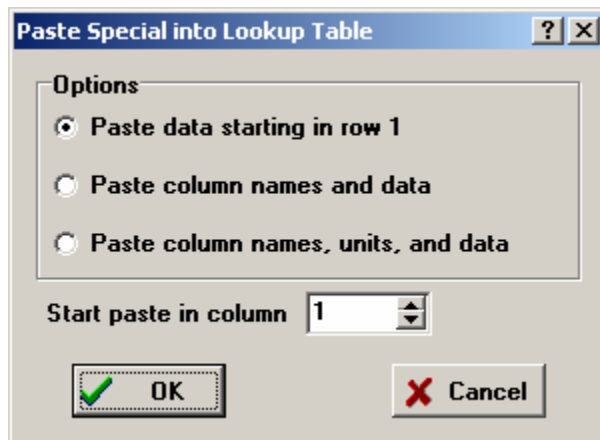 Paste Special into Lookup Table
Options
Paste data starting in row 1
Paste column names and data
Paste column names, units, and data
Start paste in column 1
OK Cancel